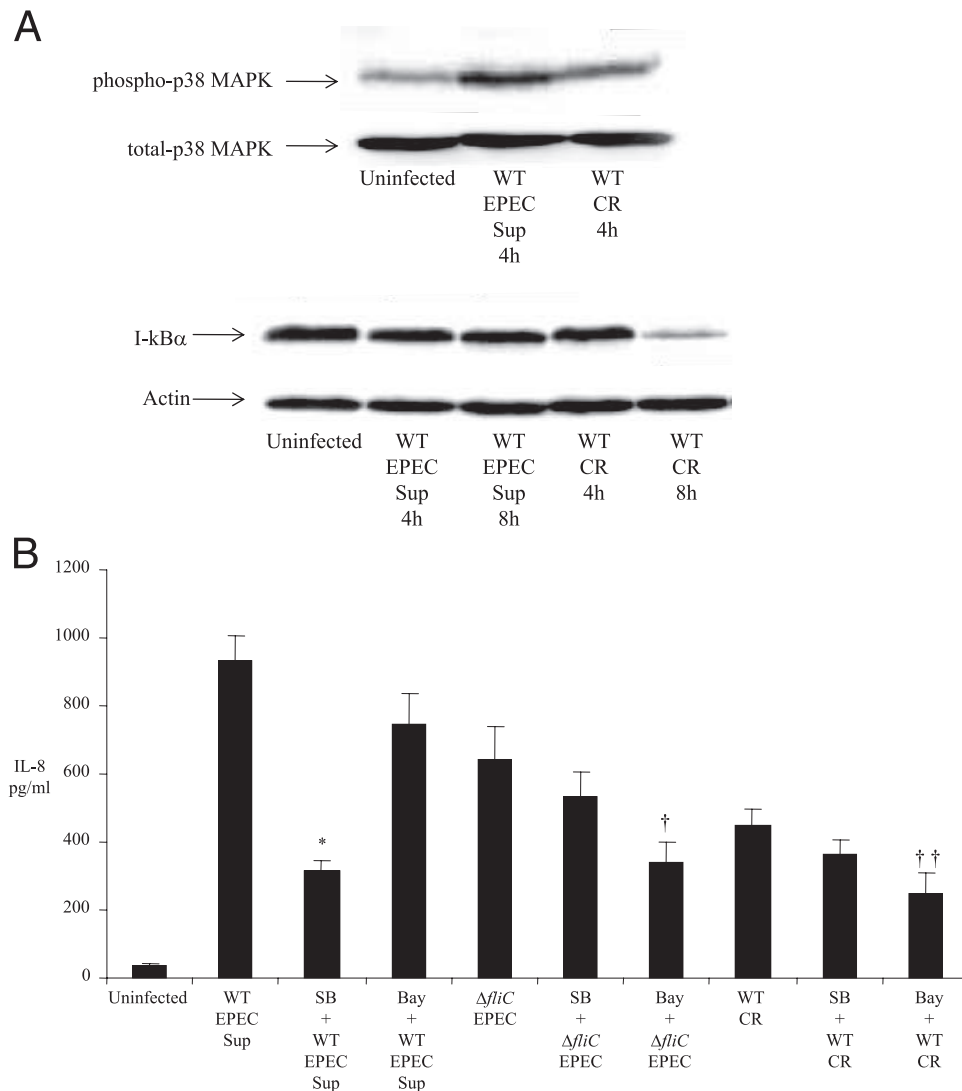 A
phospho-p38 MAPK
total-p38 MAPK
Uninfected
WT
EPEC
Sup
4h
WT
CR
4h
I-kBα
Actin
Uninfected
WT
EPEC
Sup
4h
WT
EPEC
Sup
8h
WT
CR
4h
WT
CR
8h
B
1200
1000
800
600
400
200
0
IL-8
pg/ml
*
†
††
Uninfected
WT
EPEC
Sup
SB
+
WT
EPEC
Sup
Bay
+
WT
EPEC
Sup
ΔfliC
EPEC
SB
+
ΔfliC
EPEC
Bay
+
ΔfliC
EPEC
WT
CR
SB
+
WT
CR
Bay
+
WT
CR